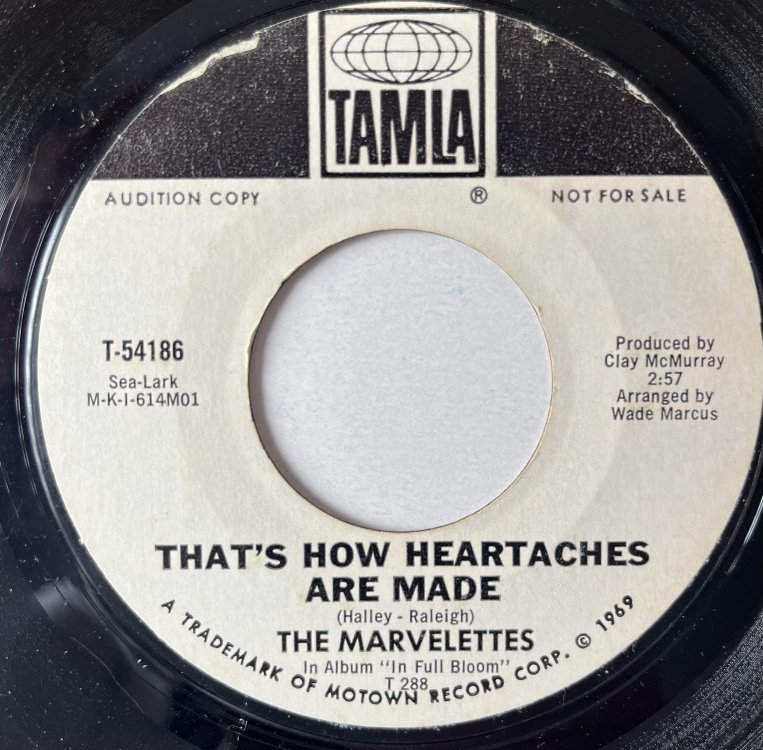 TAMLA
AUDITION COPY
®
NOT FOR SALE
T-54186
Sea-Lark
M-K-I-614M01
Produced by
Clay McMurray
2:57
Arranged by
Wade Marcus
THAT'S HOW HEARTACHES
ARE MADE
(Halley - Raleigh)
THE MARVELETTES
In Album "In Full Bloom"
T 288
A TRADEMARK OF MOTOWN RECORD CORP. © 1969